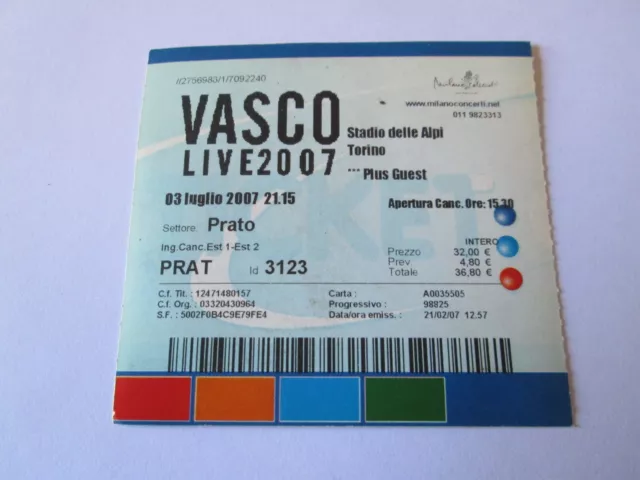 //2756980/1/7092240
www.milanoconcerti.net
011 9823313
VASCO
LIVE2007
Stadio delle Alpi
Torino
*** Plus Guest
03 luglio 2007 21.15
Apertura Canc. Ore: 15.30
Settore: Prato
Ing.Canc.Est 1-Est 2
PRAT Id 3123
INTERO
Prezzo 32,00 €
Prev. 4,80 €
Totale 36,80 €
C.f. Tit. : 12471480157
C.f. Org. : 03320430964
S.F. : 5002F0B4C9E79FE4
Carta : A0035505
Progressivo : 98825
Data/ora emiss. : 21/02/07 12.57